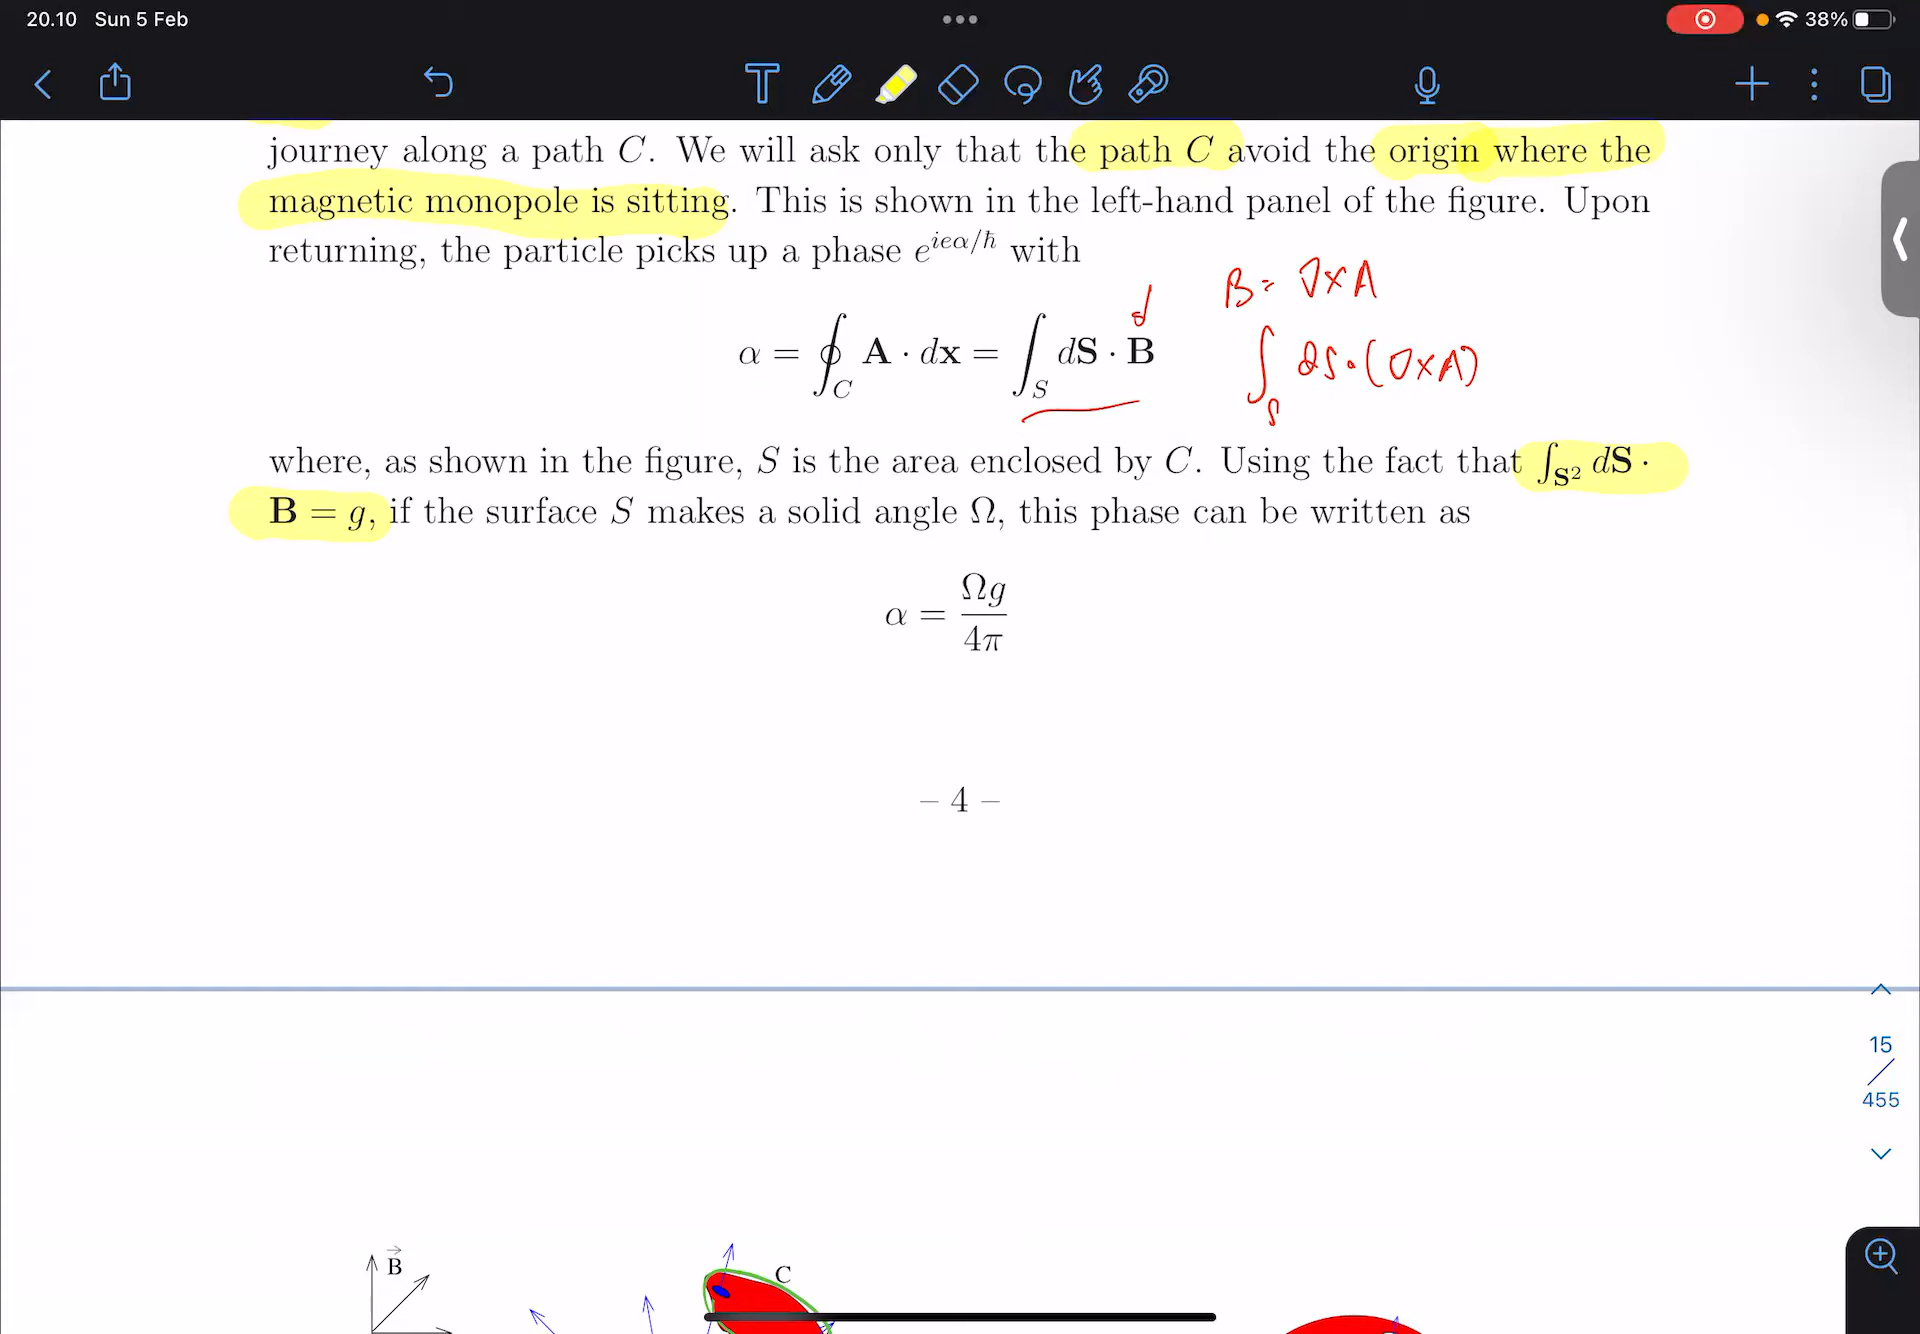 20.10 Sun 5 Feb
38%
journey along a path C. We will ask only that the path C avoid the origin where the
magnetic monopole is sitting. This is shown in the left-hand panel of the figure. Upon
returning, the particle picks up a phase e^{ieα/ℏ} with
B = ∇×A
α = ∮_C A · dx = ∫_S dS · B
∫_S dS·(∇×A)
where, as shown in the figure, S is the area enclosed by C. Using the fact that ∫_{S²} dS ·
B = g, if the surface S makes a solid angle Ω, this phase can be written as
α = Ωg / 4π
– 4 –
15
/
455
B
C